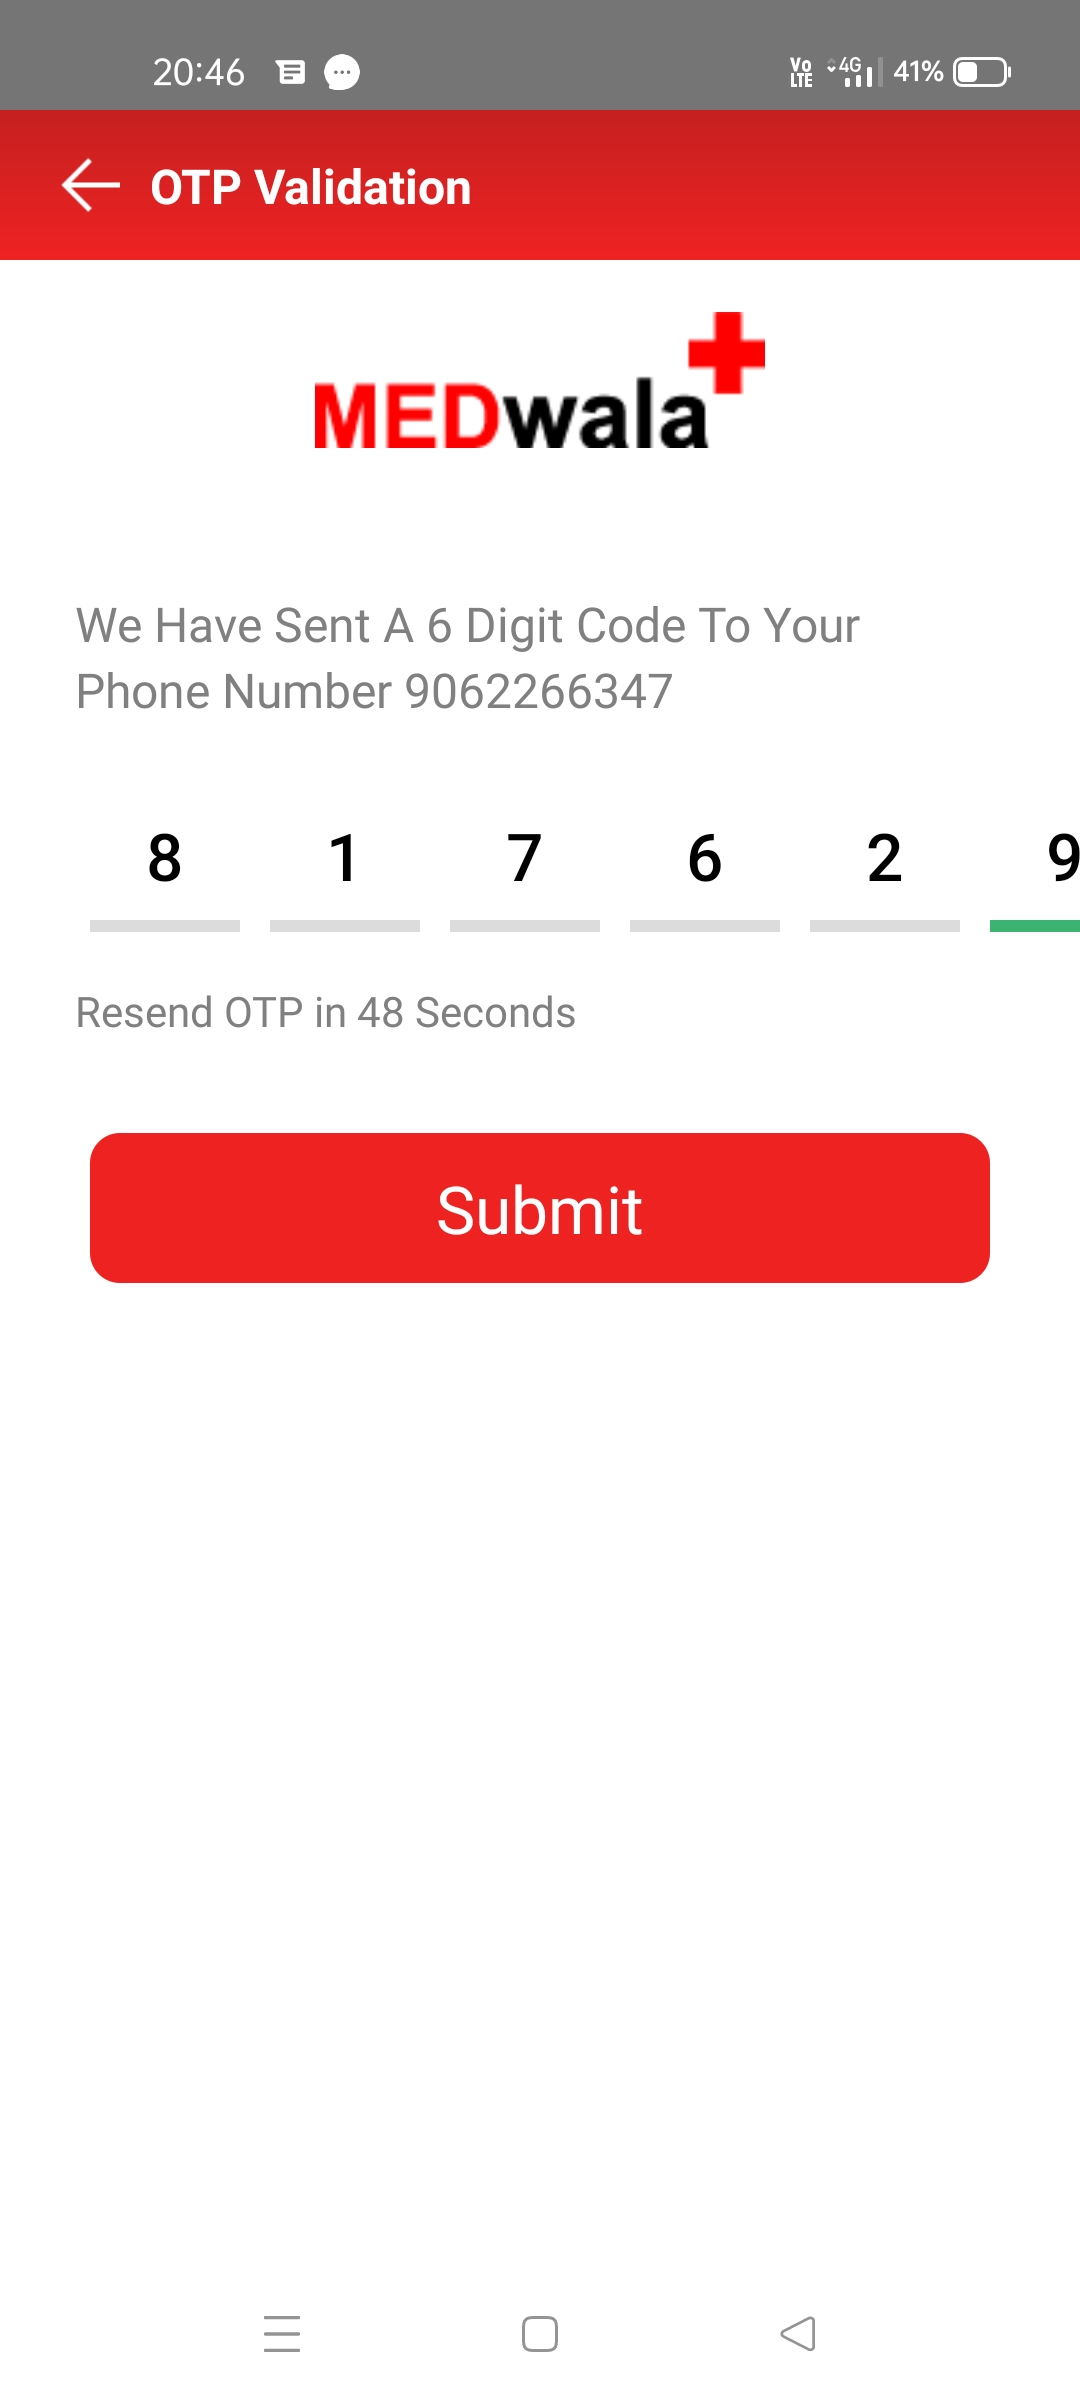 20:46 Vo LTE 4G 41%
OTP Validation
MEDwala
We Have Sent A 6 Digit Code To Your
Phone Number 9062266347
8 1 7 6 2 9
Resend OTP in 48 Seconds
Submit